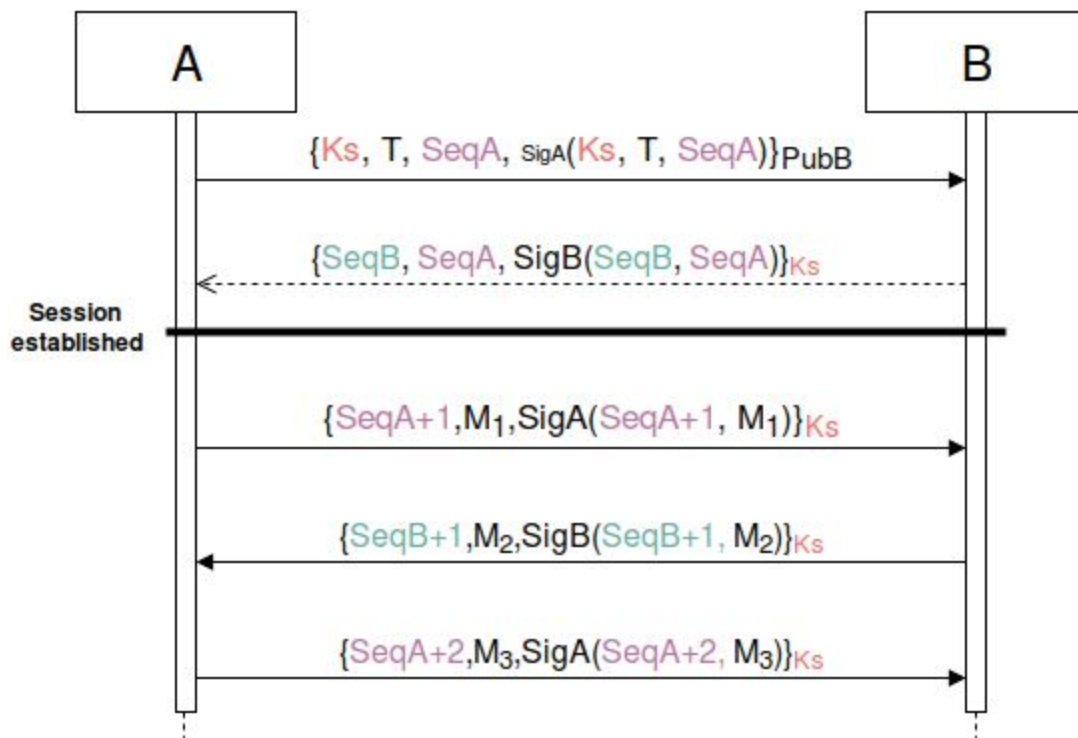 A
B
{Ks, T, SeqA, SigA(Ks, T, SeqA)}PubB
{SeqB, SeqA, SigB(SeqB, SeqA)}Ks
Session
established
{SeqA+1,M1,SigA(SeqA+1, M1)}Ks
{SeqB+1,M2,SigB(SeqB+1, M2)}Ks
{SeqA+2,M3,SigA(SeqA+2, M3)}Ks